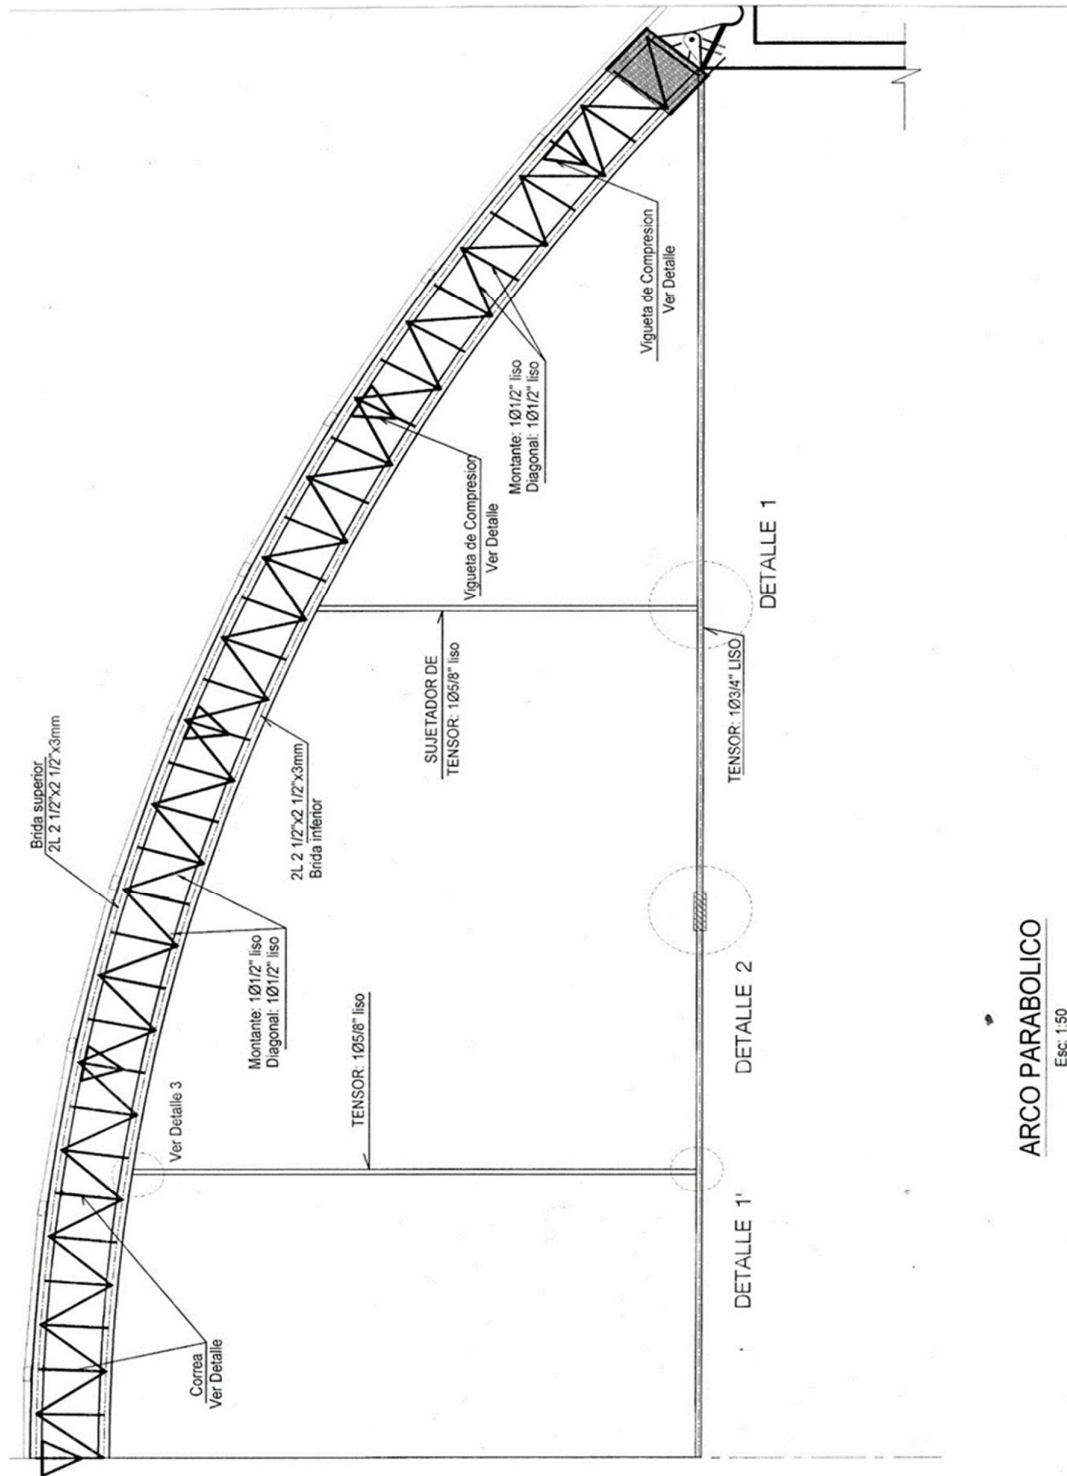 Brida superior
2L 2 1/2"x2 1/2"x3mm
Vigueta de Compresion
Ver Detalle
Montante: 1Ø1/2" liso
Diagonal: 1Ø1/2" liso
Vigueta de Compresion
Ver Detalle
DETALLE 1
SUJETADOR DE
TENSOR: 1Ø5/8" liso
TENSOR: 1Ø3/4" LISO
2L 2 1/2"x2 1/2"x3mm
Brida inferior
Montante: 1Ø1/2" liso
Diagonal: 1Ø1/2" liso
DETALLE 2
Ver Detalle 3
TENSOR: 1Ø5/8" liso
DETALLE 1'
Correa
Ver Detalle
ARCO PARABOLICO
Esc: 1:50